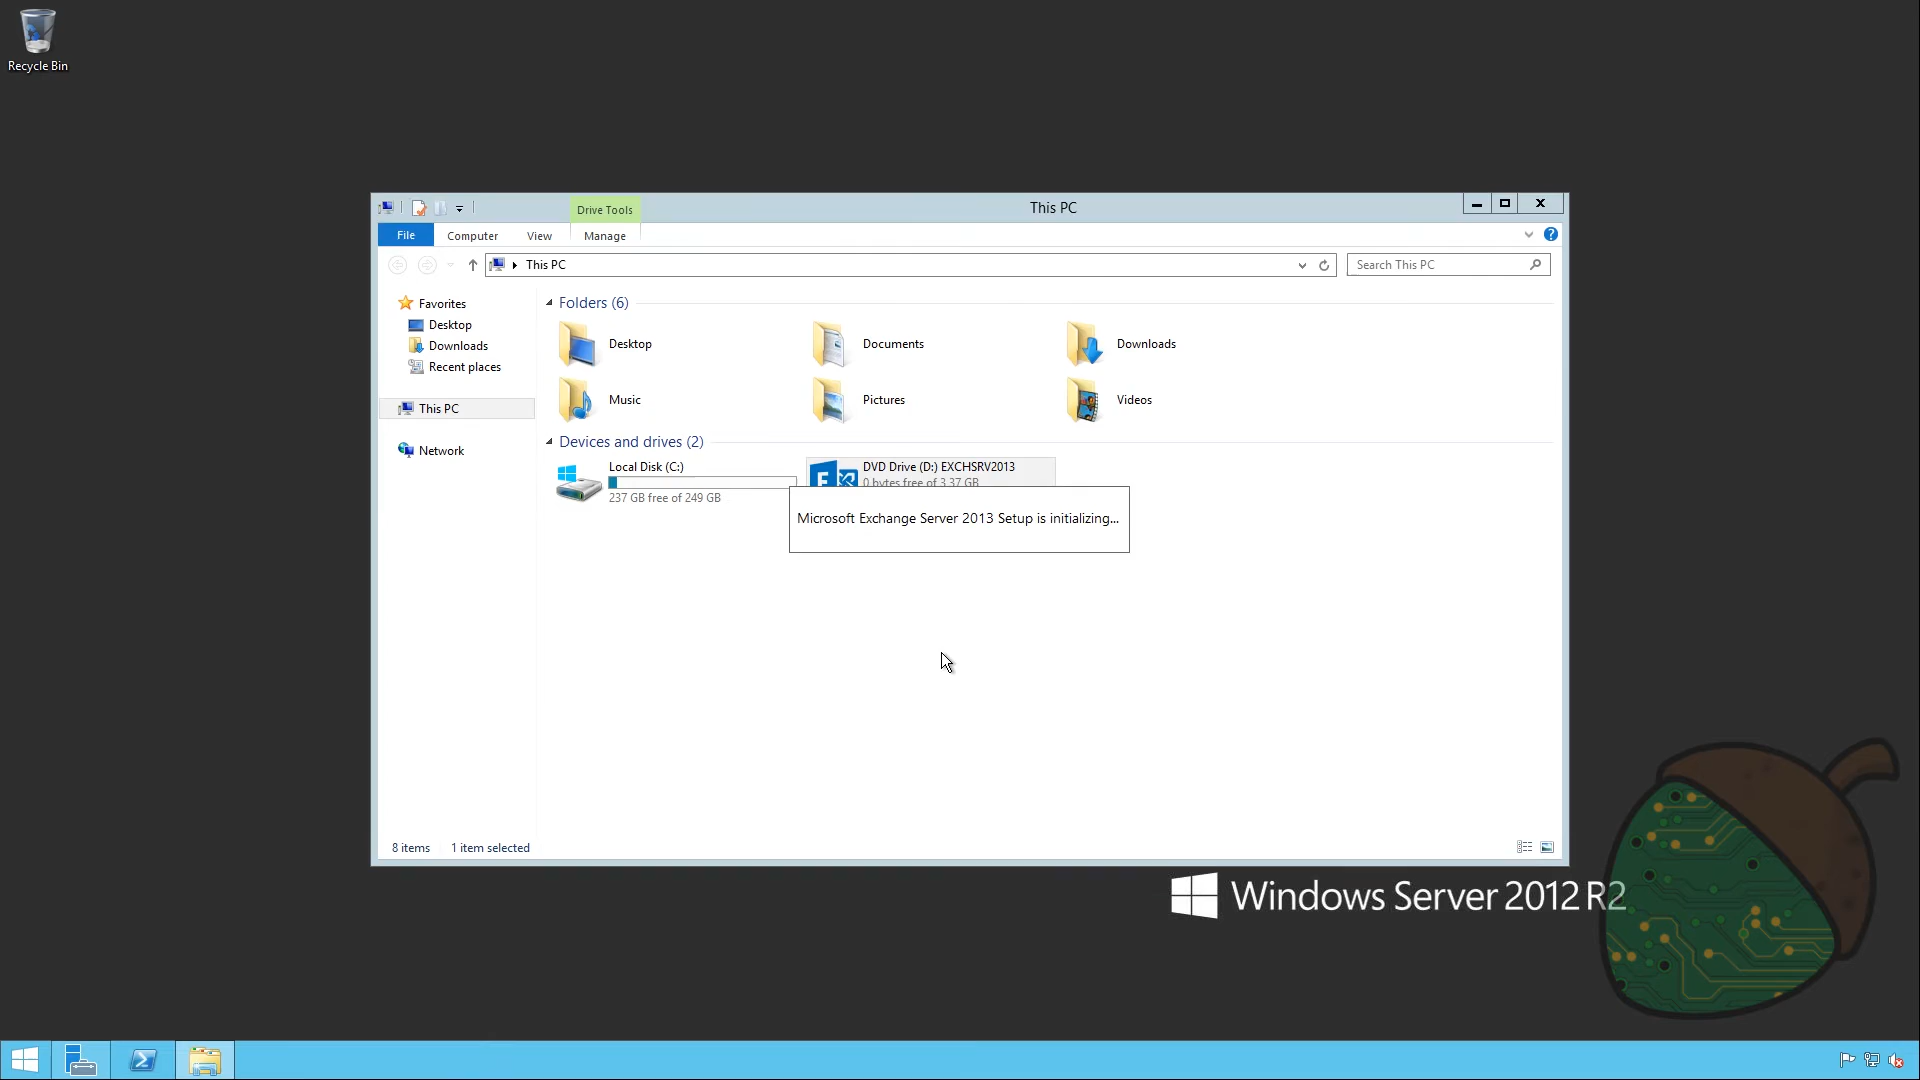 Recycle Bin
Drive Tools
This PC
File
Computer
View
Manage
This PC
Search This PC
Favorites
Desktop
Downloads
Recent places
This PC
Network
Folders (6)
Desktop
Documents
Downloads
Music
Pictures
Videos
Devices and drives (2)
Local Disk (C:)
237 GB free of 249 GB
DVD Drive (D:) EXCHSRV2013
0 bytes free of 3.37 GB
Microsoft Exchange Server 2013 Setup is initializing...
8 items
1 item selected
Windows Server 2012 R2